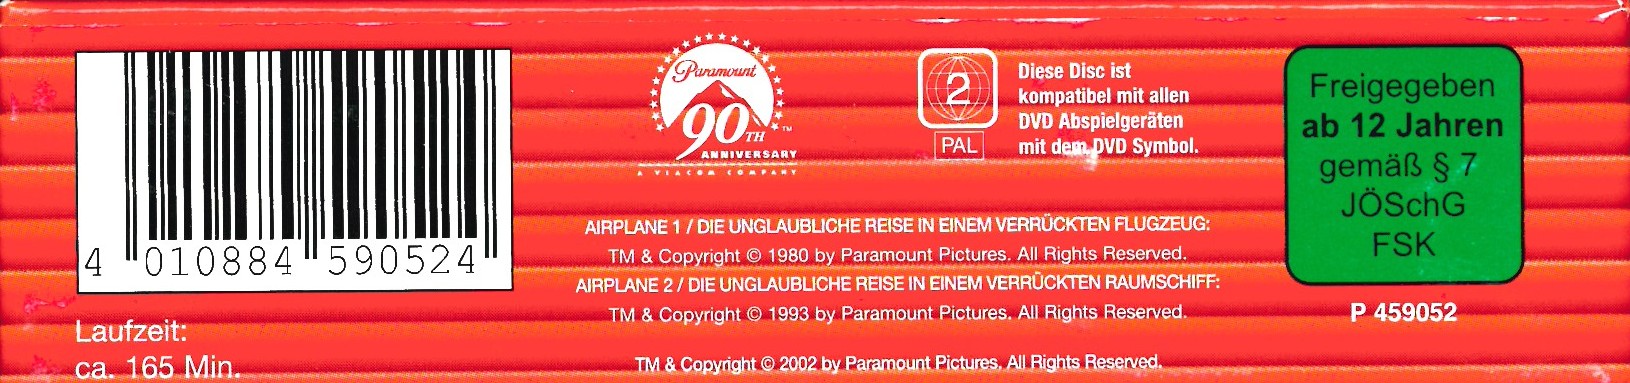 4 010884 590524
Laufzeit:
ca. 165 Min.
Paramount
90TH
ANNIVERSARY
TM
A VIACOM COMPANY
2
PAL
Diese Disc ist
kompatibel mit allen
DVD Abspielgeräten
mit dem DVD Symbol.
AIRPLANE 1 / DIE UNGLAUBLICHE REISE IN EINEM VERRÜCKTEN FLUGZEUG:
TM & Copyright © 1980 by Paramount Pictures. All Rights Reserved.
AIRPLANE 2 / DIE UNGLAUBLICHE REISE IN EINEM VERRÜCKTEN RAUMSCHIFF:
TM & Copyright © 1993 by Paramount Pictures. All Rights Reserved.
TM & Copyright © 2002 by Paramount Pictures. All Rights Reserved.
Freigegeben
ab 12 Jahren
gemäß § 7
JÖSchG
FSK
P 459052